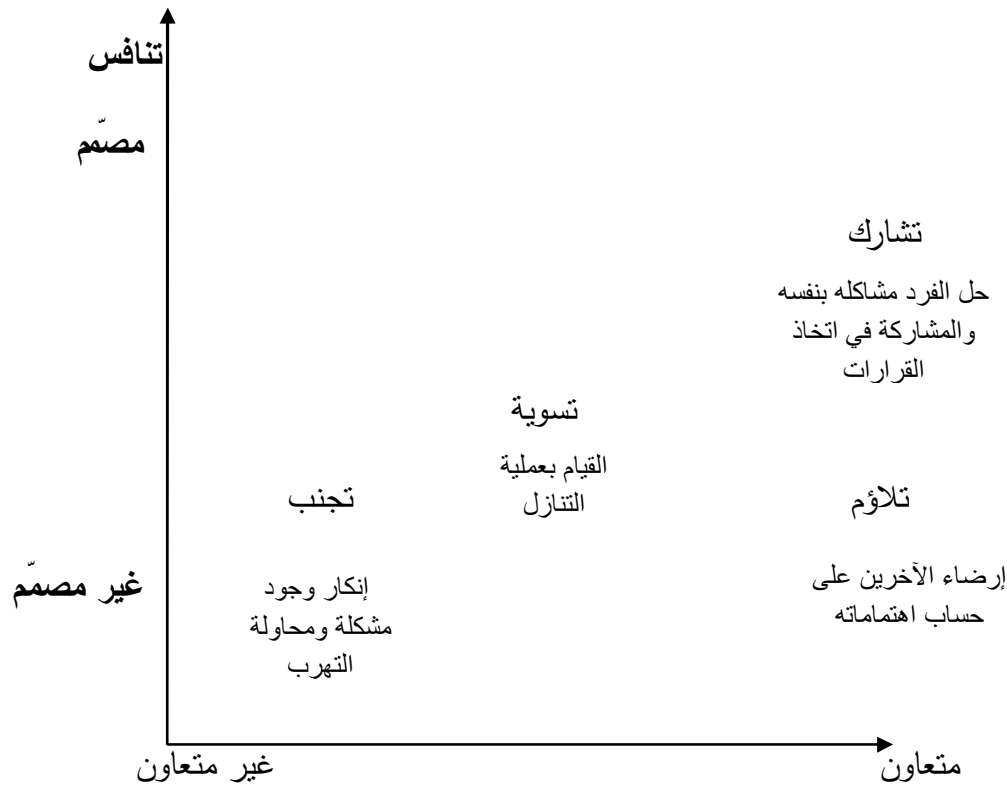 تنافس
مصمّم
تشارك
حل الفرد مشاكله بنفسه
والمشاركة في اتخاذ
القرارات
تسوية
القيام بعملية
التنازل
تجنب
إنكار وجود
مشكلة ومحاولة
التهرب
تلاؤم
إرضاء الآخرين على
حساب اهتماماته
غير مصمّم
غير متعاون
متعاون